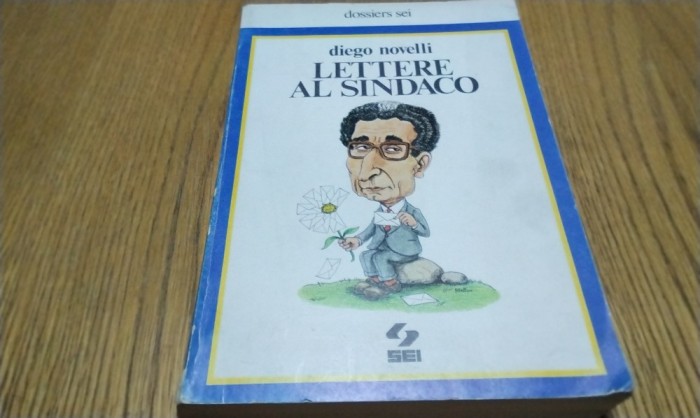 dossiers sei
diego novelli
LETTERE
AL SINDACO
SEI